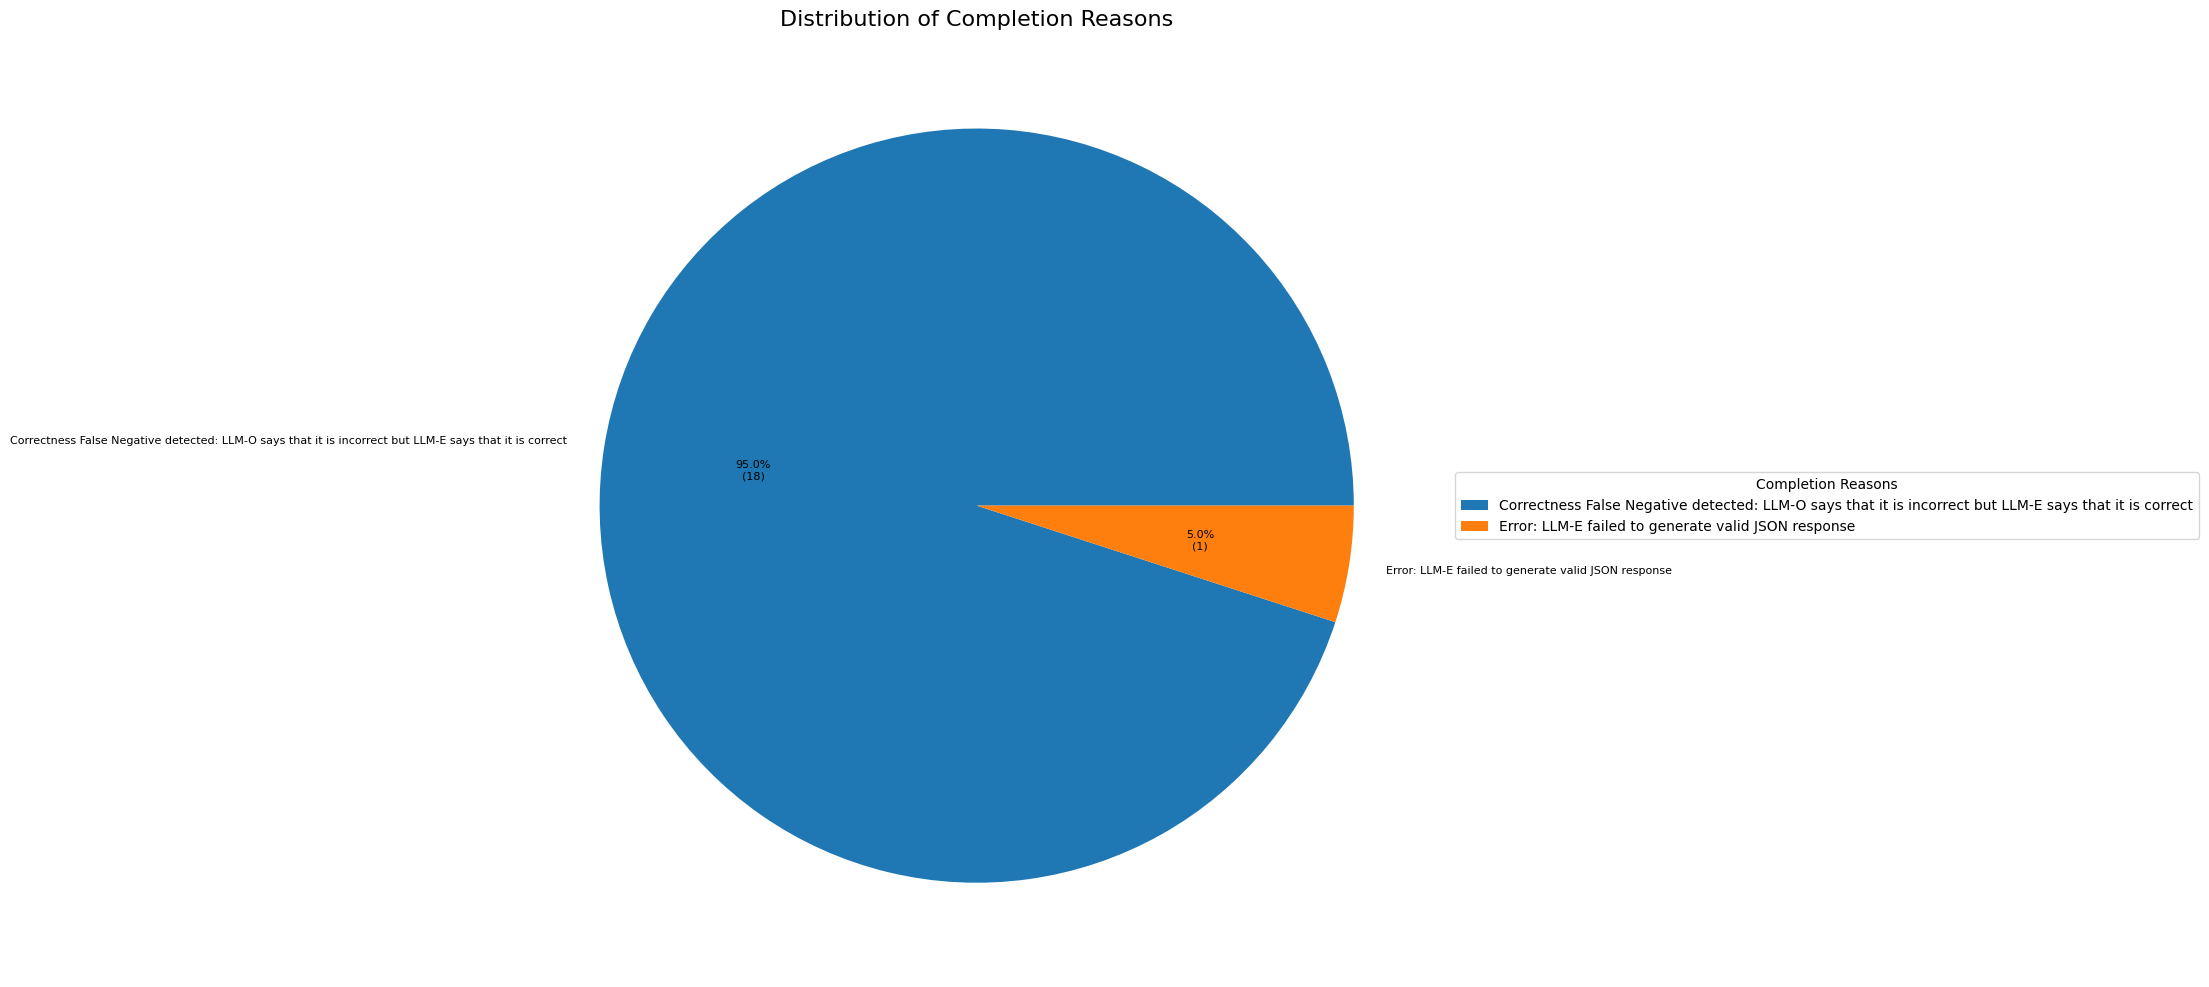 Distribution of Completion Reasons
Correctness False Negative detected: LLM-O says that it is incorrect but LLM-E says that it is correct
95.0%
(18)
5.0%
(1)
Error: LLM-E failed to generate valid JSON response
Completion Reasons
Correctness False Negative detected: LLM-O says that it is incorrect but LLM-E says that it is correct
Error: LLM-E failed to generate valid JSON response